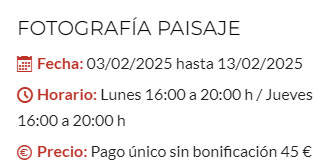 FOTOGRAFÍA PAISAJE
Fecha: 03/02/2025 hasta 13/02/2025
Horario: Lunes 16:00 a 20:00 h / Jueves
16:00 a 20:00 h
Precio: Pago único sin bonificación 45 €